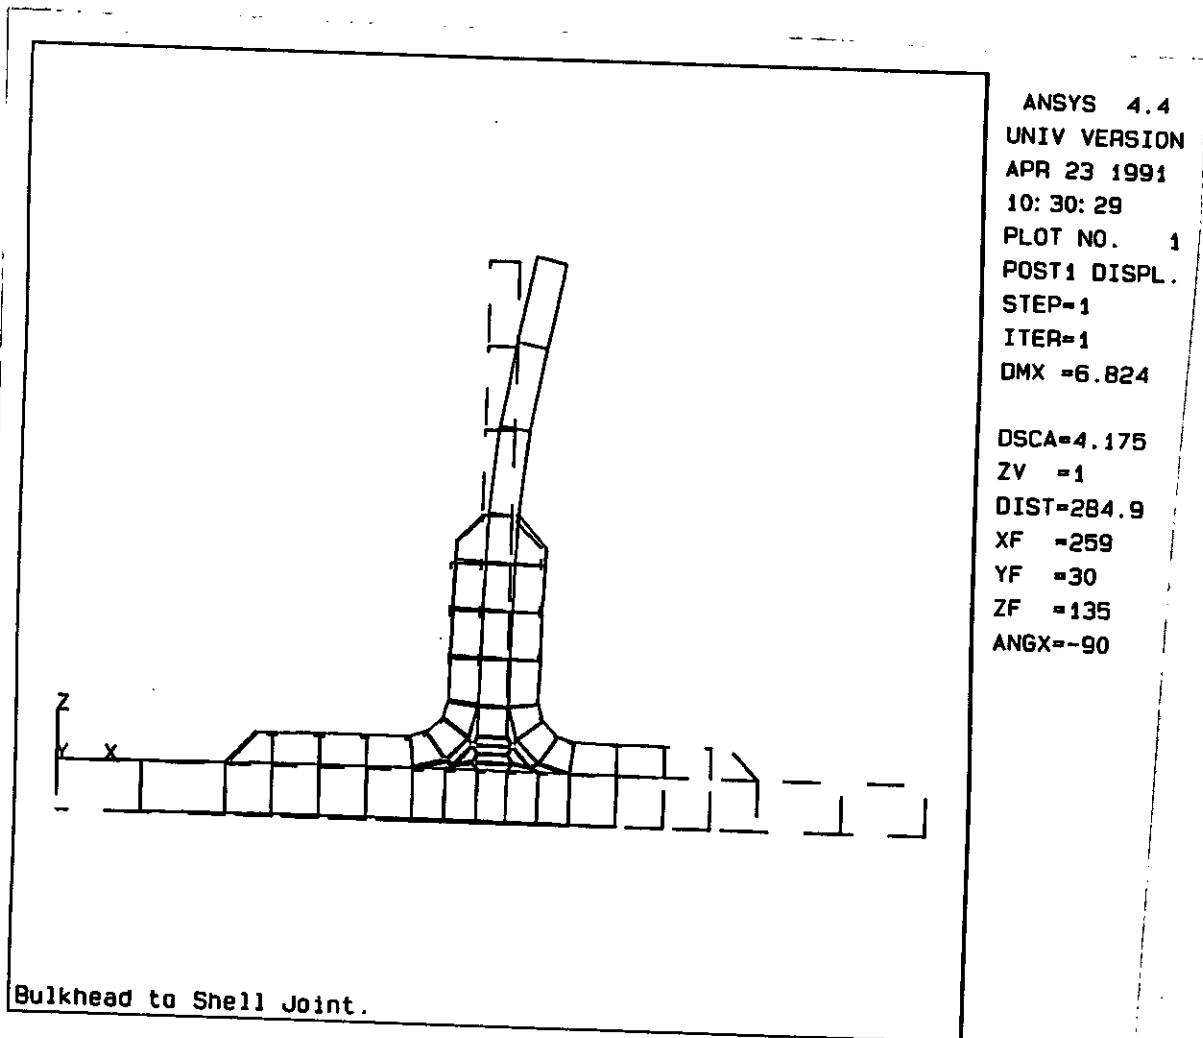 ANSYS 4.4
UNIV VERSION
APR 23 1991
10:30:29
PLOT NO. 1
POST1 DISPL.
STEP=1
ITER=1
DMX =6.824
DSCA=4.175
ZV =1
DIST=284.9
XF =259
YF =30
ZF =135
ANGX=-90
Z
Y X
Bulkhead to Shell Joint.